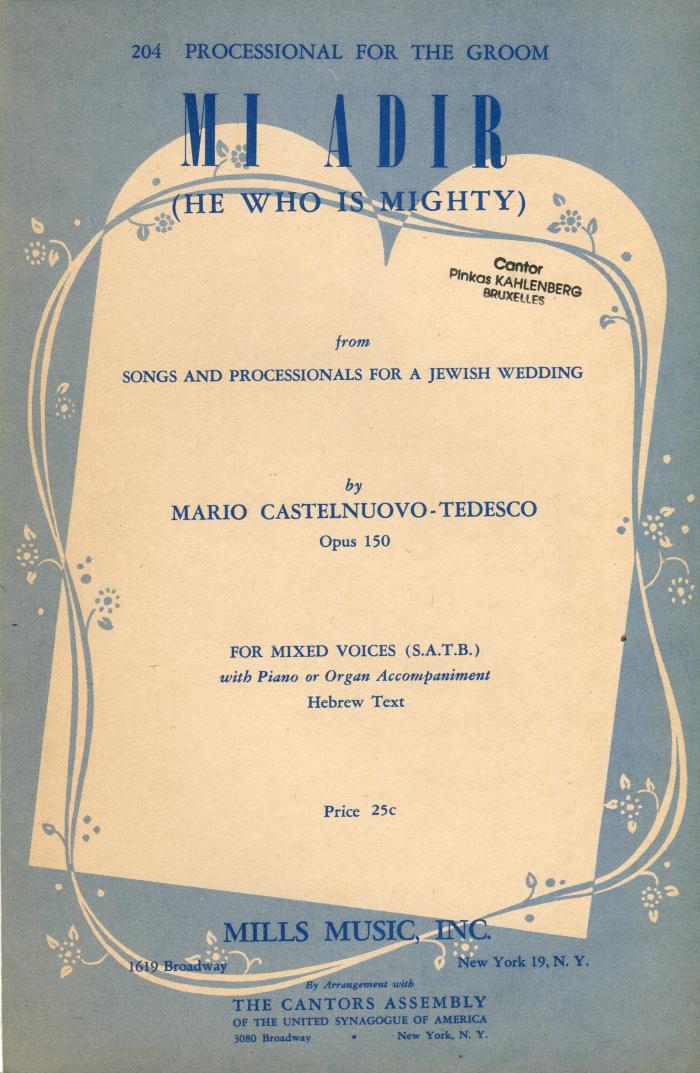 204 PROCESSIONAL FOR THE GROOM
MI ADIR
(HE WHO IS MIGHTY)
Cantor
Pinkas KAHLENBERG
BRUXELLES
from
SONGS AND PROCESSIONALS FOR A JEWISH WEDDING
by
MARIO CASTELNUOVO-TEDESCO
Opus 150
FOR MIXED VOICES (S.A.T.B.)
with Piano or Organ Accompaniment
Hebrew Text
Price 25c
MILLS MUSIC, INC.
1619 Broadway New York 19, N. Y.
By Arrangement with
THE CANTORS ASSEMBLY
OF THE UNITED SYNAGOGUE OF AMERICA
3080 Broadway • New York, N. Y.